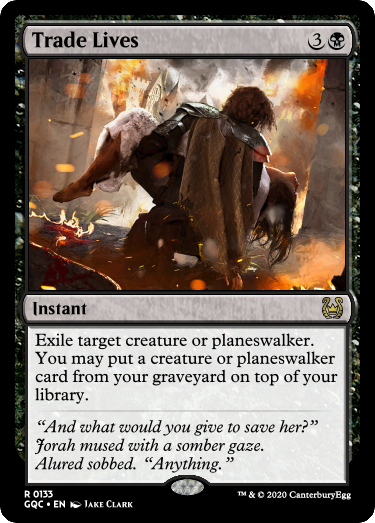 Trade Lives 3
Instant
Exile target creature or planeswalker.
You may put a creature or planeswalker
card from your graveyard on top of your
library.
“And what would you give to save her?”
Jorah mused with a somber gaze.
Alured sobbed. “Anything.”
R 0133
GQC • EN Jake Clark
™ & © 2020 CanterburyEgg